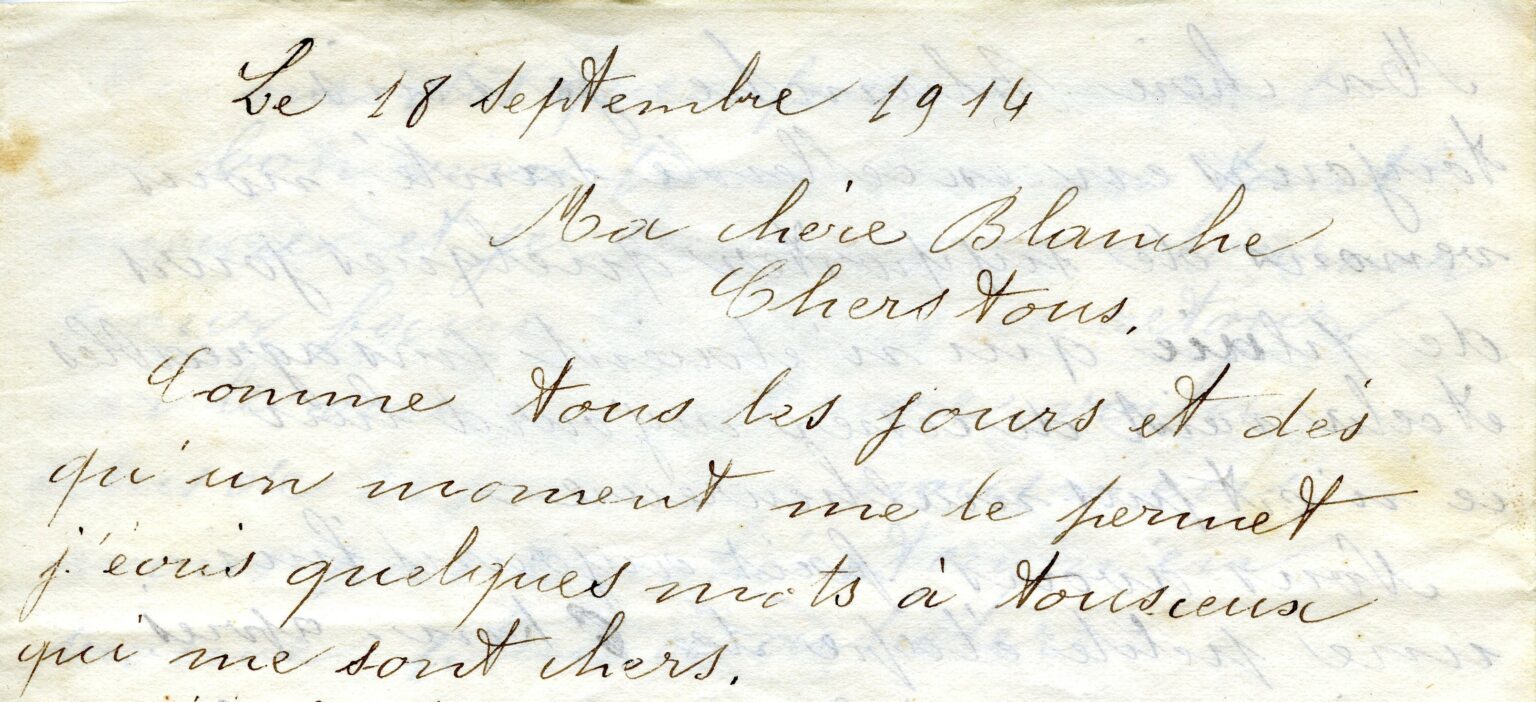 Le 18 septembre 1914
Ma chère Blanche
Chers tous,
Comme tous les jours et dès
qu'un moment me le permet
j'écris quelques mots à tous ceux
qui me sont chers.